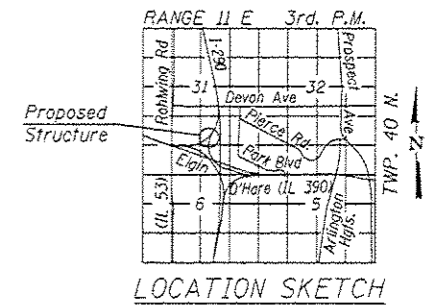 RANGE 11 E 3rd. P.M.
Rohlwing Rd
I-290
Prospect Ave.
31
32
Devon Ave
Proposed
Structure
Pierce Rd.
TWP. 40 N.
N
Elgin
Park Blvd
O'Hare (IL 390)
(IL 53)
6
5
Arlington
Hgts.
LOCATION SKETCH